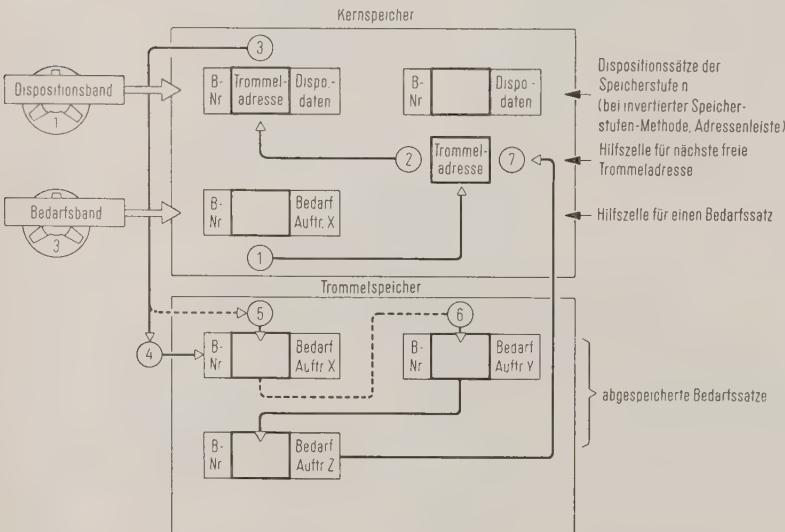 Kernspeicher
3
B-
Nr
Trommel-
adresse
Dispo.-
daten
B-
Nr
Dispo-
daten
Dispositionssätze der
Speicherstufe n
(bei invertierter Speicher-
stufen-Methode, Adressenleiste)
Dispositionsband
1
2
Trommel-
adresse
7
Hilfszelle für nächste freie
Trommeladresse
Bedarfsband
3
B-
Nr
Bedarf
Auftr. X
Hilfszelle für einen Bedarfssatz
1
Trommelspeicher
5
6
4
B-
Nr
Bedarf
Auftr X
B-
Nr
Bedarf
Auftr Y
abgespeicherte Bedarfssatze
B-
Nr
Bedarf
Auftr Z